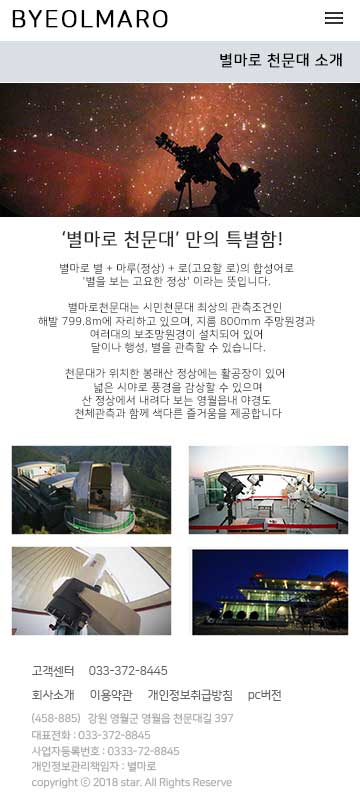 BYEOLMARO
별마로 천문대 소개
‘별마로 천문대’ 만의 특별함!
별마로 별 + 마루(정상) + 로(고요할 로)의 합성어로
'별을 보는 고요한 정상' 이라는 뜻입니다.
별마로천문대는 시민천문대 최상의 관측조건인
해발 799.8m에 자리하고 있으며, 지름 800mm 주망원경과
여러대의 보조망원경이 설치되어 있어
달이나 행성, 별을 관측할 수 있습니다.
천문대가 위치한 봉래산 정상에는 활공장이 있어
넓은 시야로 풍경을 감상할 수 있으며
산 정상에서 내려다 보는 영월읍내 야경도
천체관측과 함께 색다른 즐거움을 제공합니다
고객센터 033-372-8445
회사소개 이용약관 개인정보취급방침 pc버전
(458-885) 강원 영월군 영월읍 천문대길 397
대표전화 : 033-372-8845
사업자등록번호 : 0333-72-8845
개인정보관리책임자 : 별마로
copyright ⓒ 2018 star. All Rights Reserve